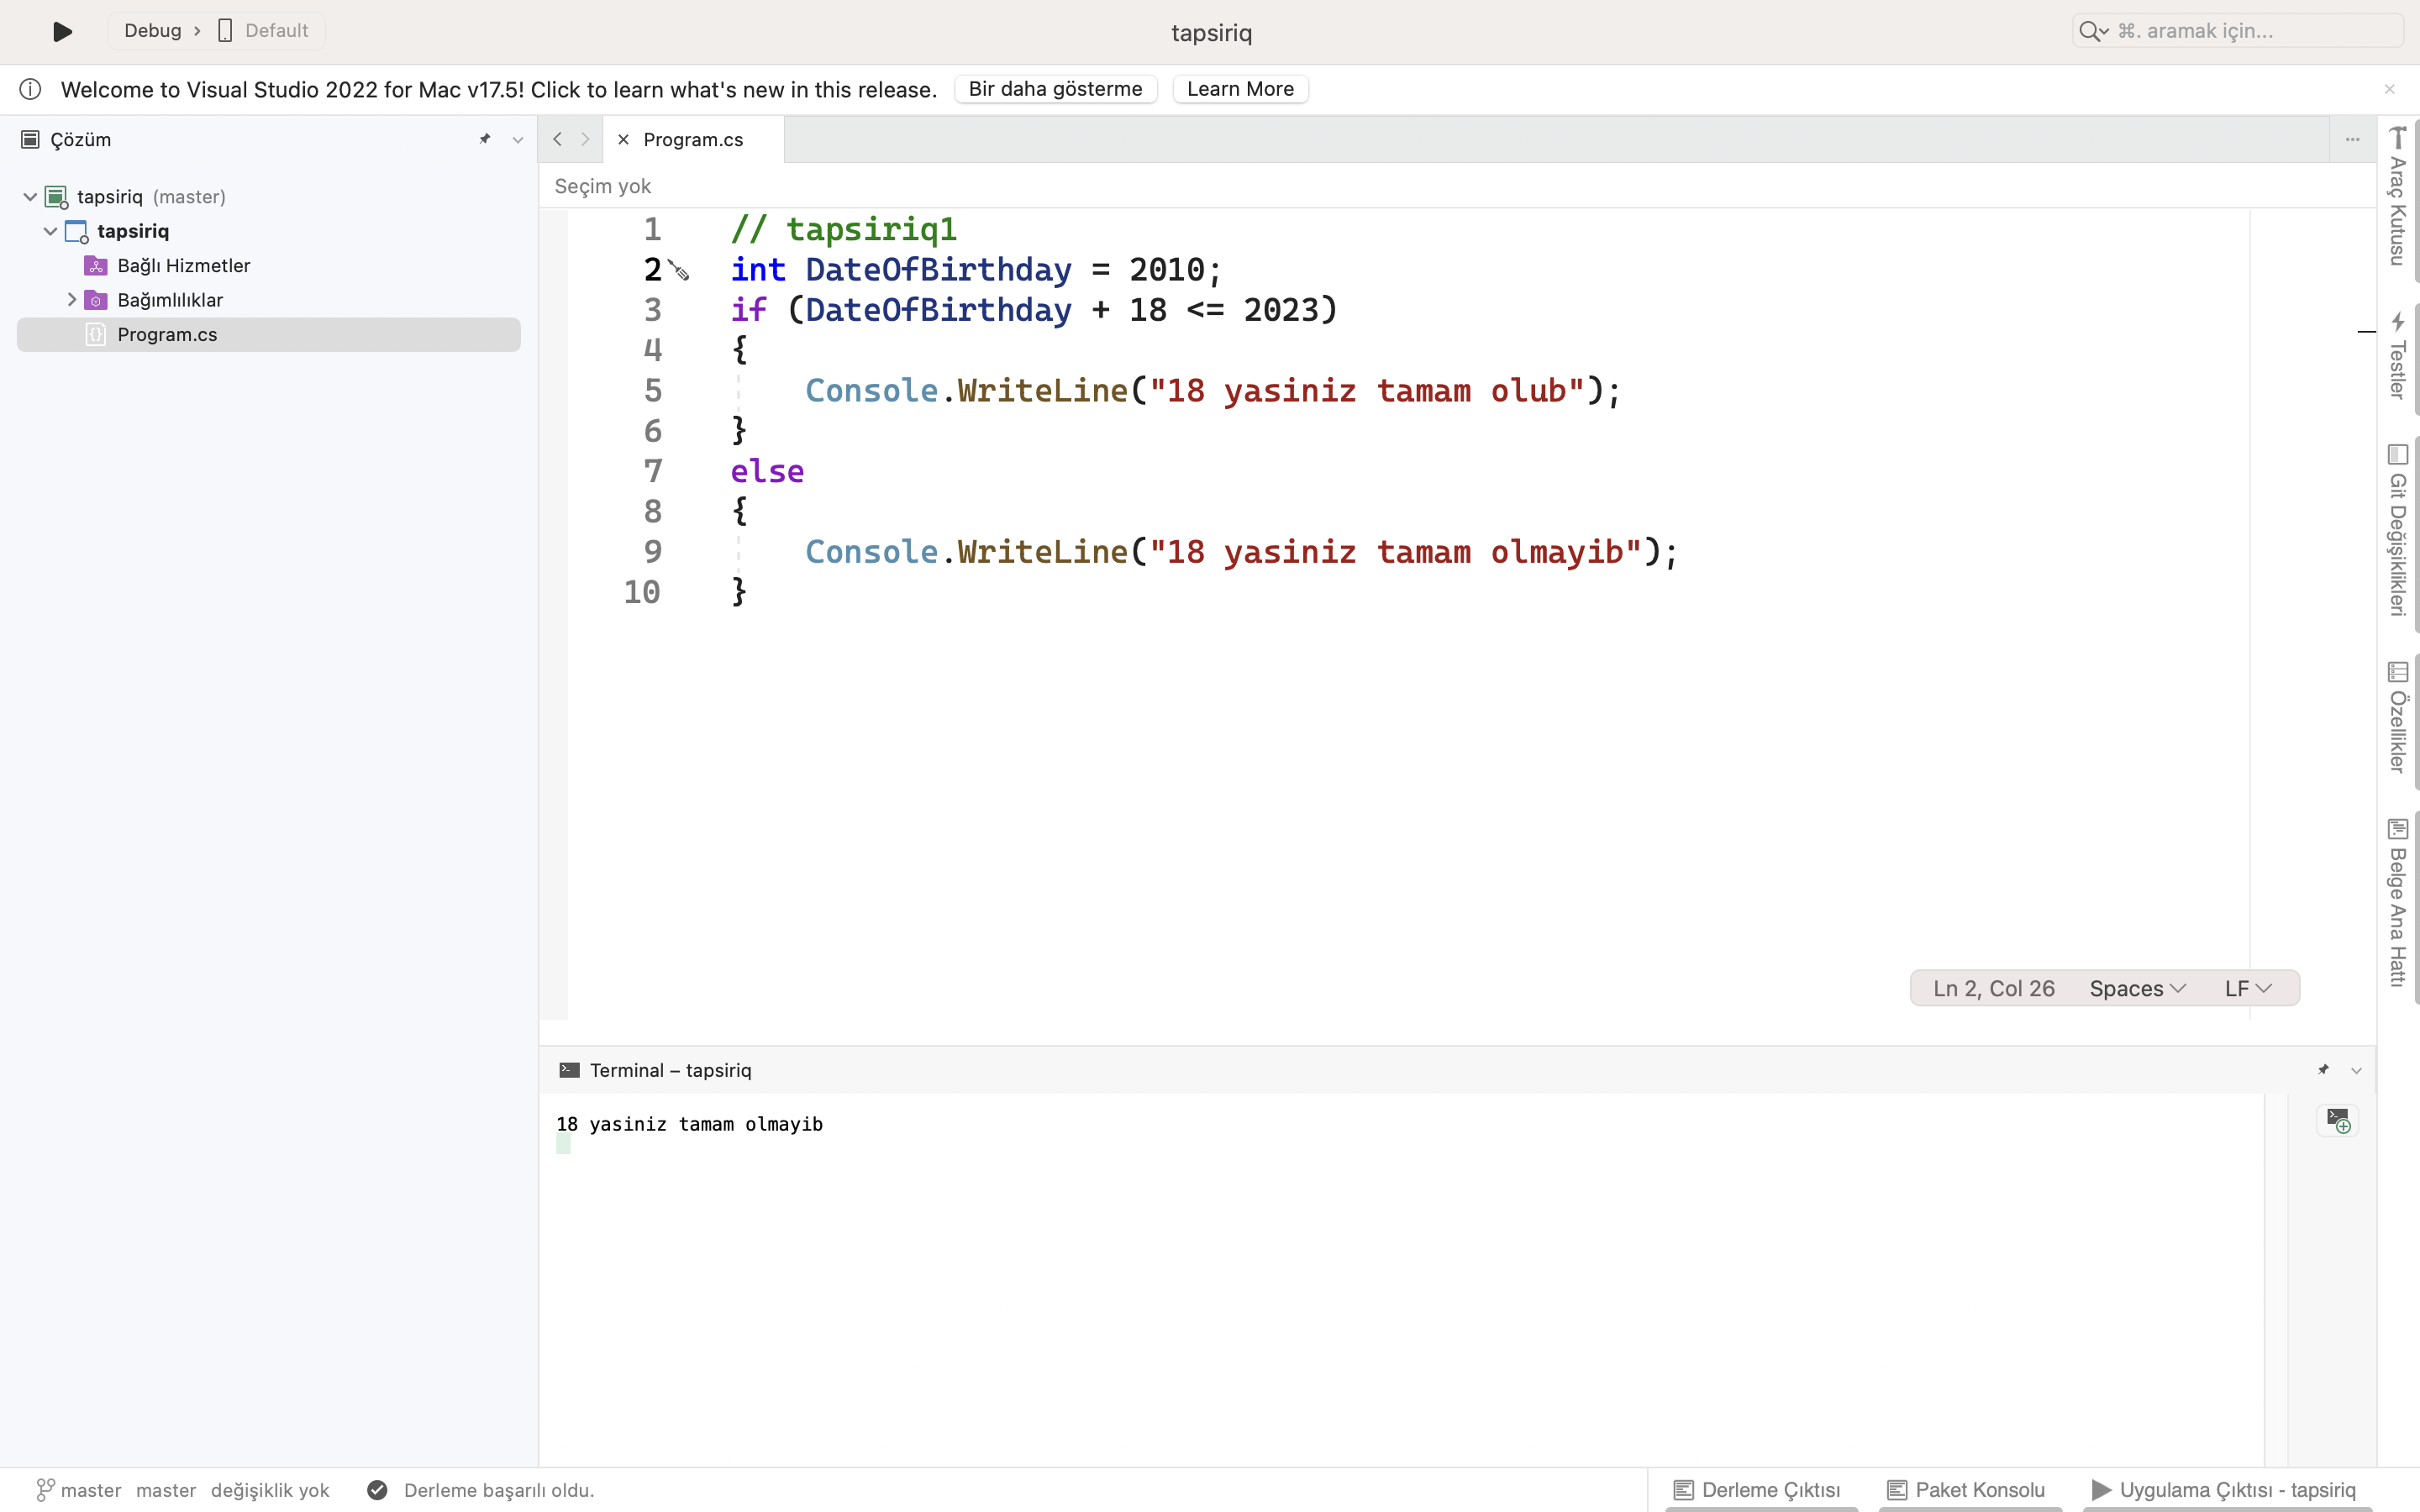 Debug › Default
tapsiriq
⌘. aramak için...
Welcome to Visual Studio 2022 for Mac v17.5! Click to learn what's new in this release.
Bir daha gösterme
Learn More
Çözüm
tapsiriq (master)
tapsiriq
Bağlı Hizmetler
Bağımlılıklar
Program.cs
Program.cs
Seçim yok
1 // tapsiriq1
2 int DateOfBirthday = 2010;
3 if (DateOfBirthday + 18 <= 2023)
4 {
5 Console.WriteLine("18 yasiniz tamam olub");
6 }
7 else
8 {
9 Console.WriteLine("18 yasiniz tamam olmayib");
10 }
Ln 2, Col 26 Spaces LF
Araç Kutusu
Testler
Git Değişiklikleri
Özellikler
Belge Ana Hattı
Terminal – tapsiriq
18 yasiniz tamam olmayib
master master değişiklik yok Derleme başarılı oldu.
Derleme Çıktısı
Paket Konsolu
Uygulama Çıktısı - tapsiriq